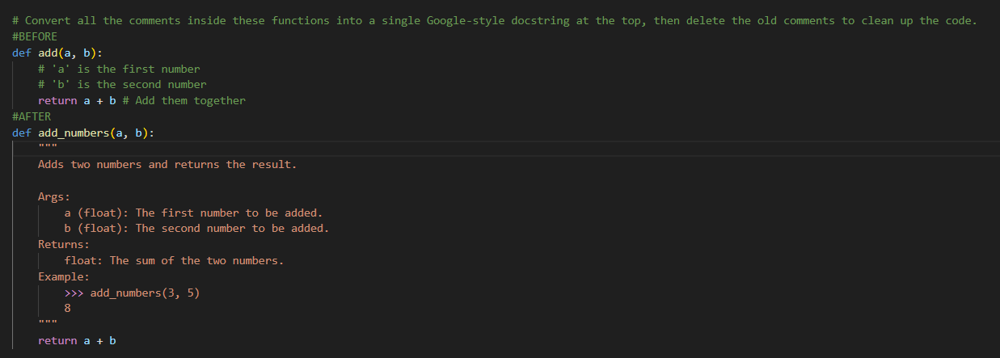 # Convert all the comments inside these functions into a single Google-style docstring at the top, then delete the old comments to clean up the code.
#BEFORE
def add(a, b):
    # 'a' is the first number
    # 'b' is the second number
    return a + b # Add them together
#AFTER
def add_numbers(a, b):
    """
    Adds two numbers and returns the result.

    Args:
        a (float): The first number to be added.
        b (float): The second number to be added.
    Returns:
        float: The sum of the two numbers.
    Example:
        >>> add_numbers(3, 5)
        8
    """
    return a + b